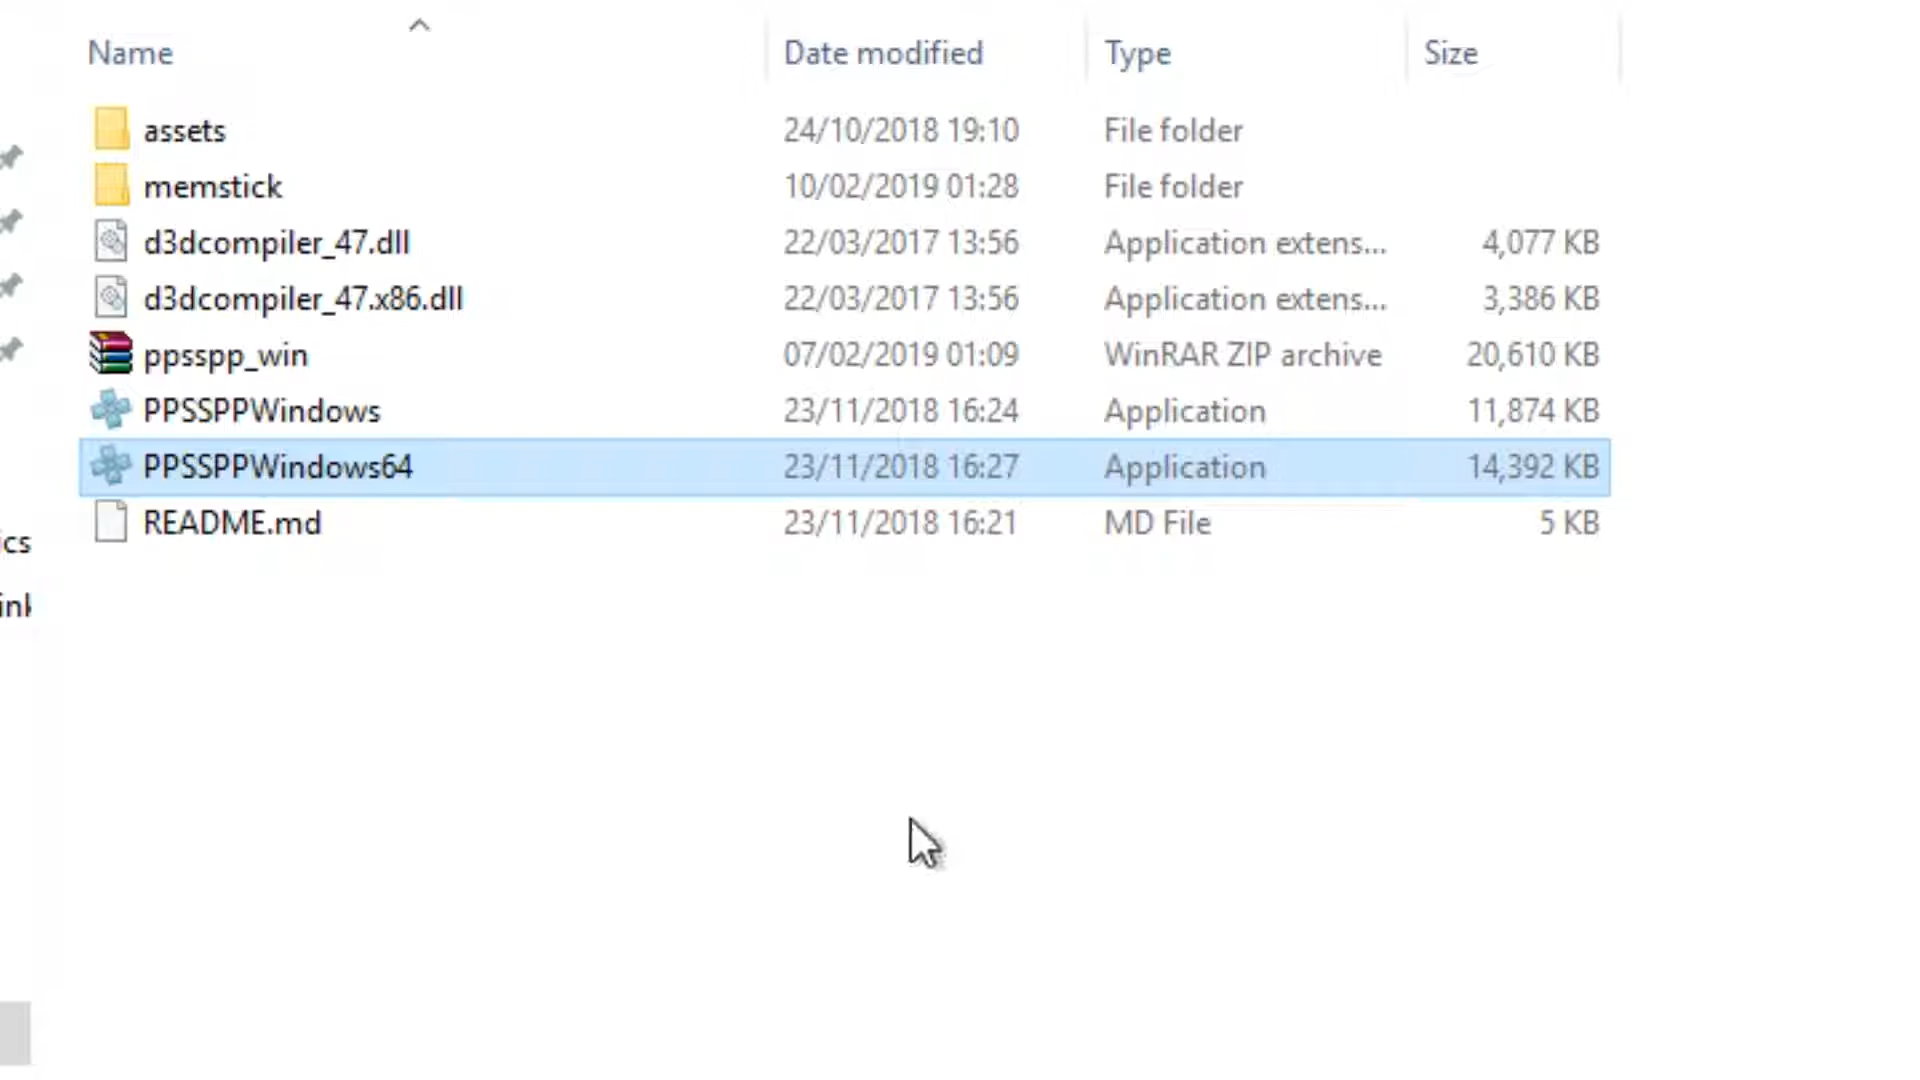 Name Date modified Type Size
assets 24/10/2018 19:10 File folder
memstick 10/02/2019 01:28 File folder
d3dcompiler_47.dll 22/03/2017 13:56 Application extens... 4,077 KB
d3dcompiler_47.x86.dll 22/03/2017 13:56 Application extens... 3,386 KB
ppsspp_win 07/02/2019 01:09 WinRAR ZIP archive 20,610 KB
PPSSPPWindows 23/11/2018 16:24 Application 11,874 KB
PPSSPPWindows64 23/11/2018 16:27 Application 14,392 KB
README.md 23/11/2018 16:21 MD File 5 KB
ics